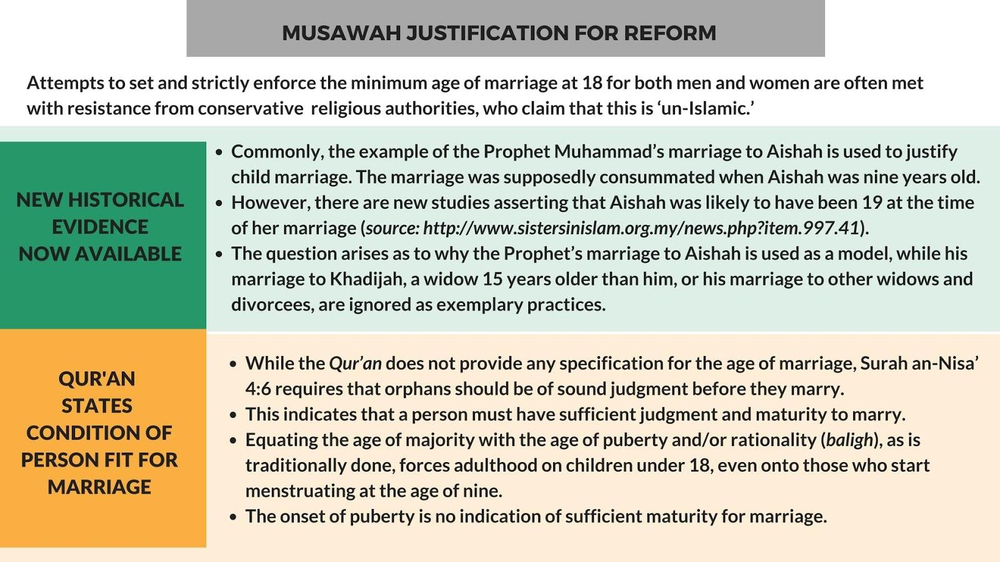 MUSAWAH JUSTIFICATION FOR REFORM
Attempts to set and strictly enforce the minimum age of marriage at 18 for both men and women are often met
with resistance from conservative  religious authorities, who claim that this is ‘un-Islamic.’
NEW HISTORICAL
EVIDENCE
NOW AVAILABLE
• Commonly, the example of the Prophet Muhammad’s marriage to Aishah is used to justify
child marriage. The marriage was supposedly consummated when Aishah was nine years old.
• However, there are new studies asserting that Aishah was likely to have been 19 at the time
of her marriage (source: http://www.sistersinislam.org.my/news.php?item.997.41).
• The question arises as to why the Prophet’s marriage to Aishah is used as a model, while his
marriage to Khadijah, a widow 15 years older than him, or his marriage to other widows and
divorcees, are ignored as exemplary practices.
QUR'AN
STATES
CONDITION OF
PERSON FIT FOR
MARRIAGE
• While the Qur’an does not provide any specification for the age of marriage, Surah an-Nisa’
4:6 requires that orphans should be of sound judgment before they marry.
• This indicates that a person must have sufficient judgment and maturity to marry.
• Equating the age of majority with the age of puberty and/or rationality (baligh), as is
traditionally done, forces adulthood on children under 18, even onto those who start
menstruating at the age of nine.
• The onset of puberty is no indication of sufficient maturity for marriage.